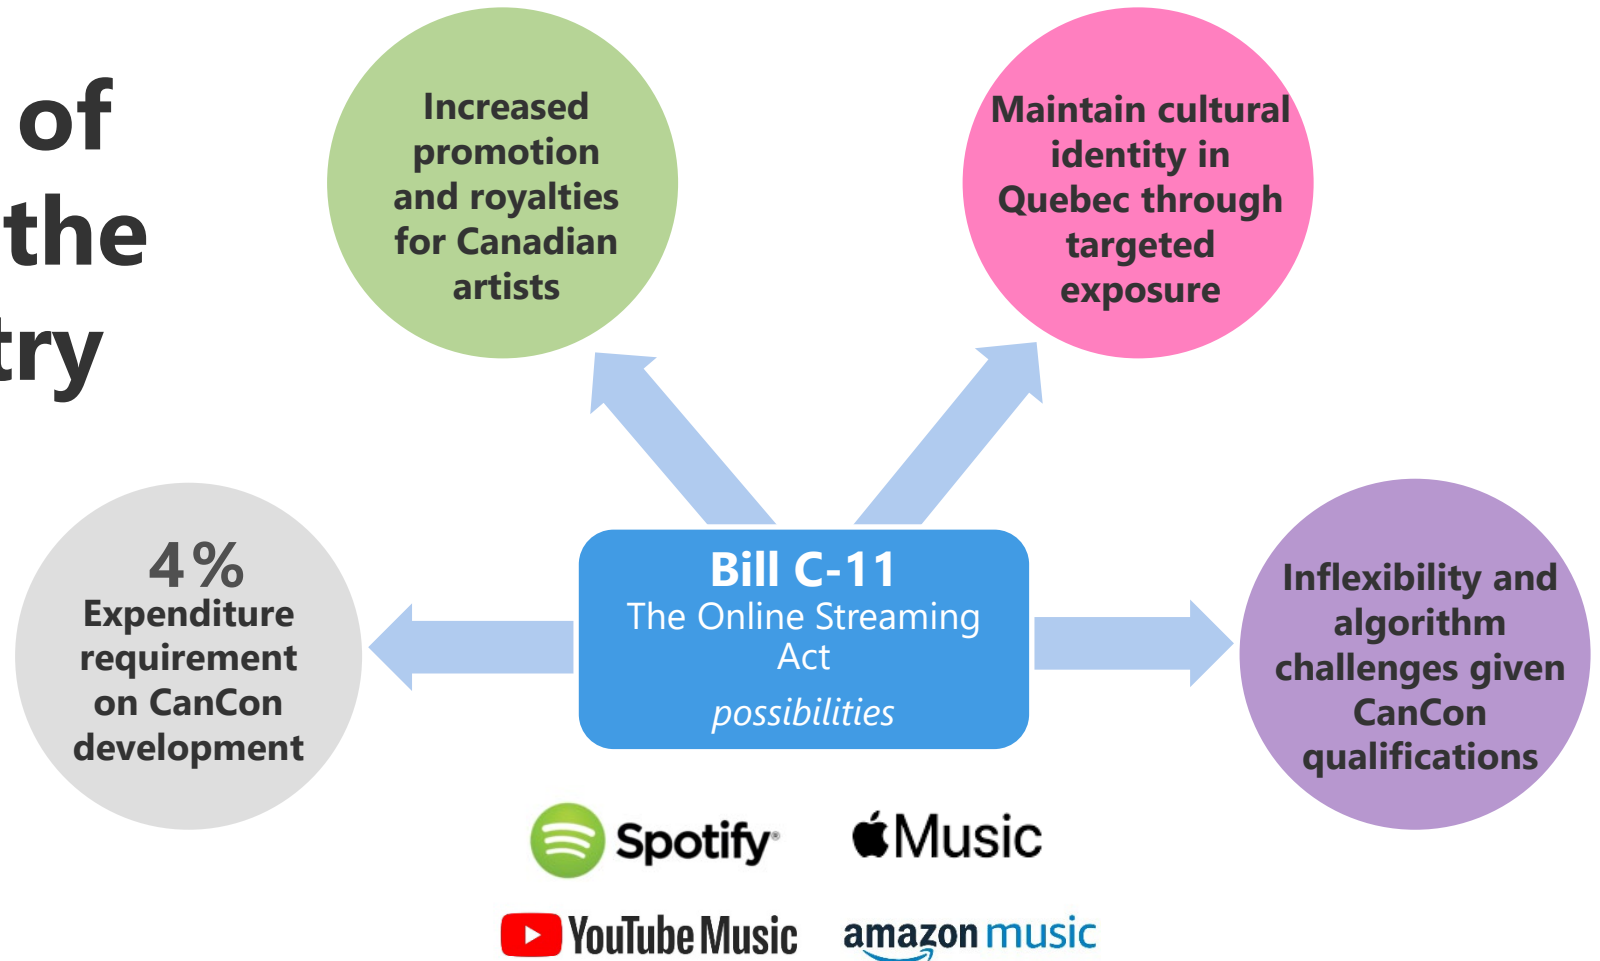 of
the
try
Increased
promotion
and royalties
for Canadian
artists
Maintain cultural
identity in
Quebec through
targeted
exposure
4%
Expenditure
requirement
on CanCon
development
Bill C-11
The Online Streaming
Act
possibilities
Inflexibility and
algorithm
challenges given
CanCon
qualifications
Spotify®
Music
YouTube Music
amazon music